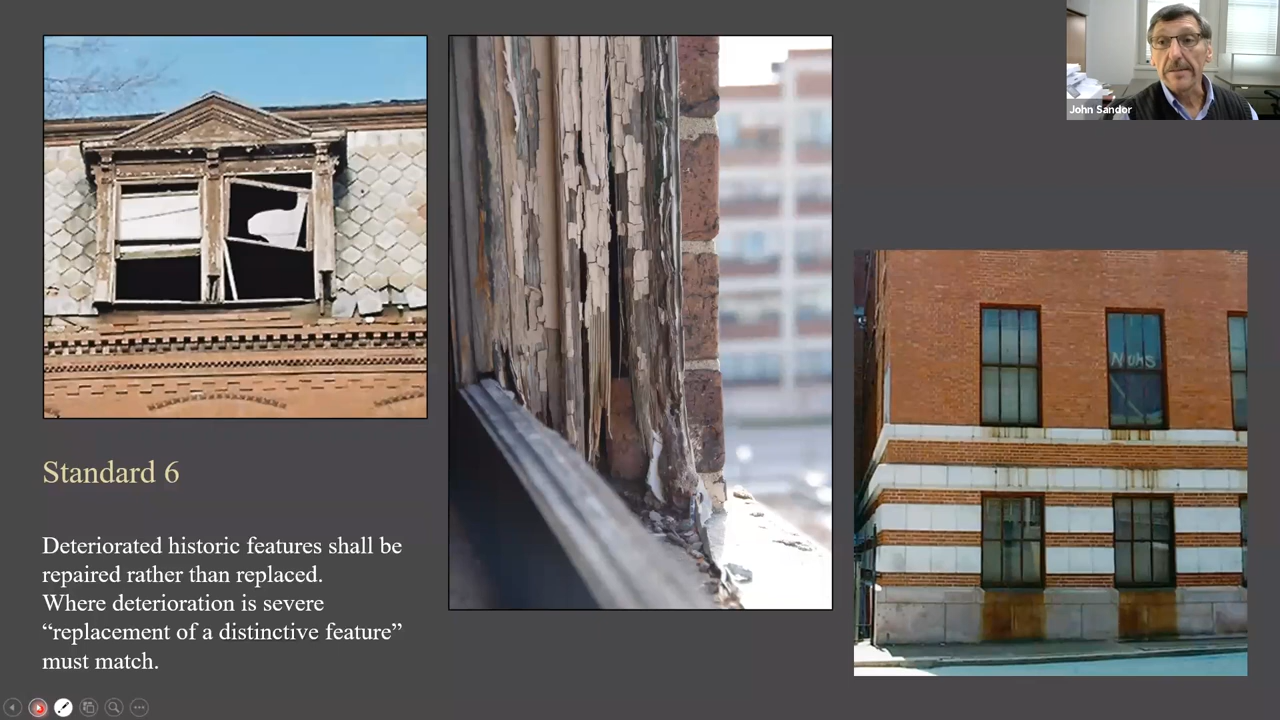 John Sandor
NUHS
Standard 6
Deteriorated historic features shall be
repaired rather than replaced.
Where deterioration is severe
“replacement of a distinctive feature”
must match.